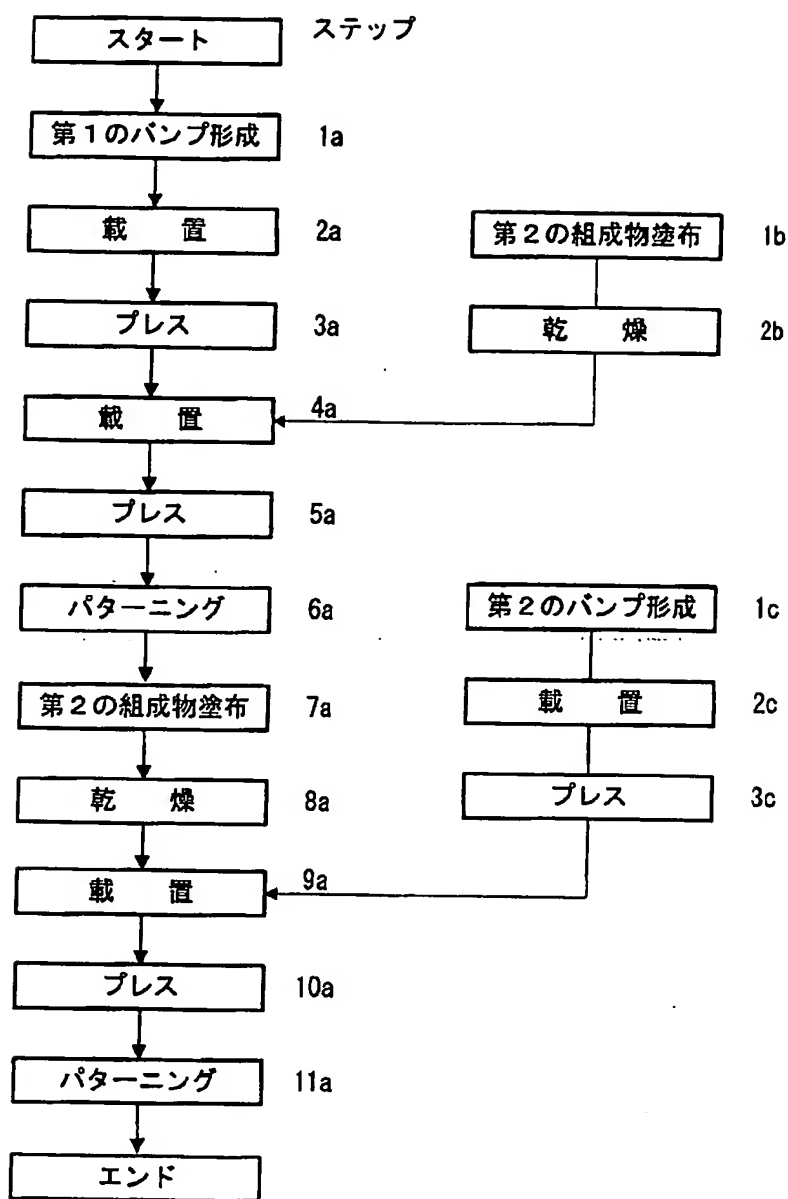 スタート ステップ
第1のバンプ形成 1a
載 置 2a
プレス 3a
載 置 4a
プレス 5a
パターニング 6a
第2の組成物塗布 7a
乾 燥 8a
載 置 9a
プレス 10a
パターニング 11a
エンド
第2の組成物塗布 1b
乾 燥 2b
第2のバンプ形成 1c
載 置 2c
プレス 3c